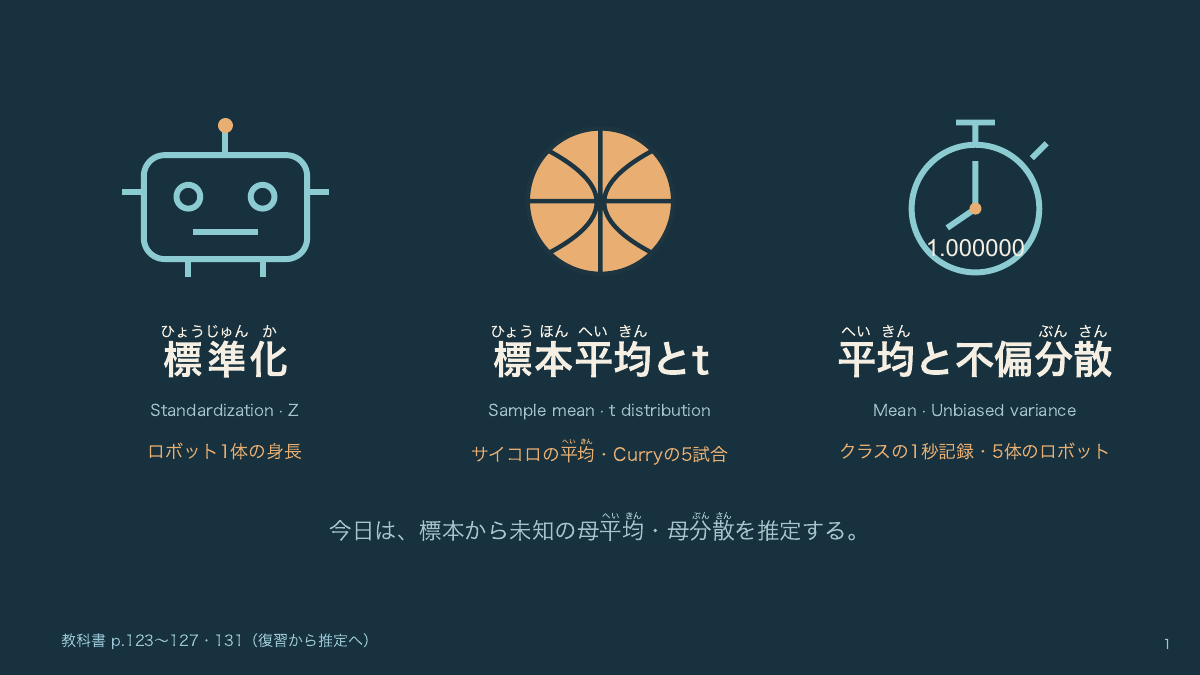 1.000000
ひょうじゅん か
標準化
ひょう ほん へい きん
標本平均とt
へい きん ぶん さん
平均と不偏分散
Standardization · Z
Sample mean · t distribution
Mean · Unbiased variance
ロボット1体の身長
へい きん
サイコロの平均・Curryの5試合
クラスの1秒記録・5体のロボット
へい きん ぶん さん
今日は、標本から未知の母平均・母分散を推定する。
教科書 p.123〜127・131（復習から推定へ）
1